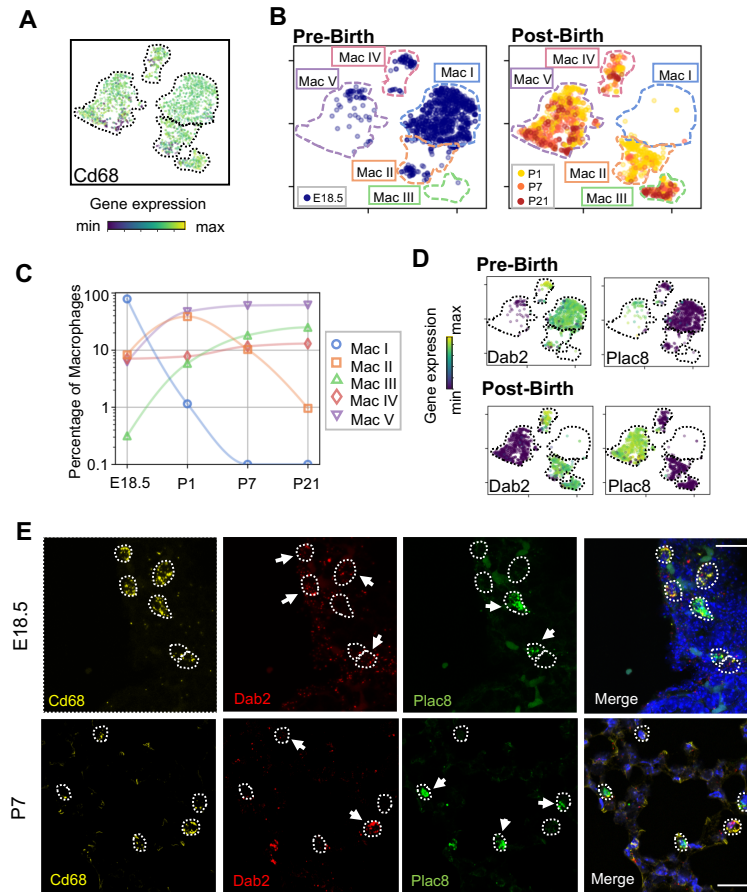 A
Cd68
Gene expression
min max
B
Pre-Birth
Mac IV
Mac V
Mac I
Mac II
Mac III
E18.5
Post-Birth
Mac IV
Mac V
Mac I
Mac II
Mac III
P1
P7
P21
C
Percentage of Macrophages
100
10
1
0.1
E18.5 P1 P7 P21
Mac I
Mac II
Mac III
Mac IV
Mac V
D
Gene expression
min max
Pre-Birth
Dab2 Plac8
Post-Birth
Dab2 Plac8
E
E18.5
Cd68 Dab2 Plac8 Merge
P7
Cd68 Dab2 Plac8 Merge